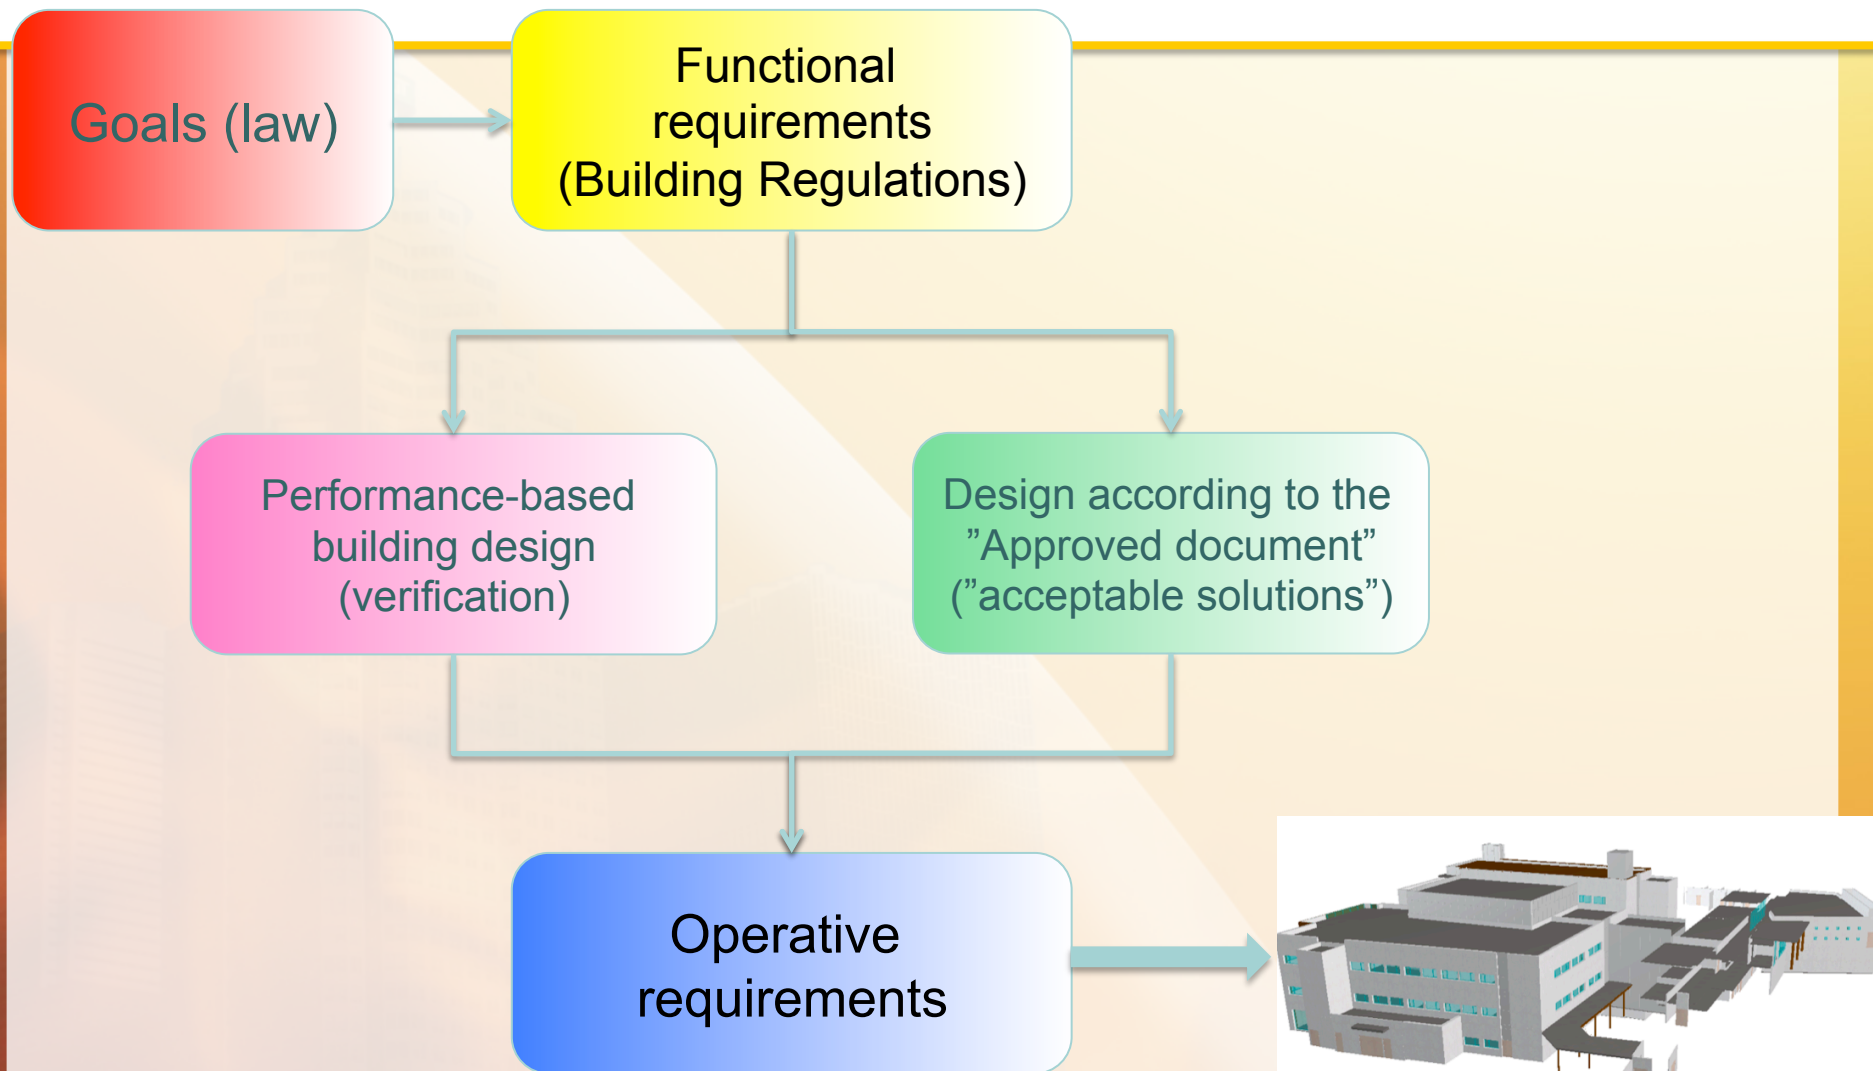 Goals (law)
Functional
requirements
(Building Regulations)
Performance-based
building design
(verification)
Design according to the
”Approved document”
(”acceptable solutions”)
Operative
requirements